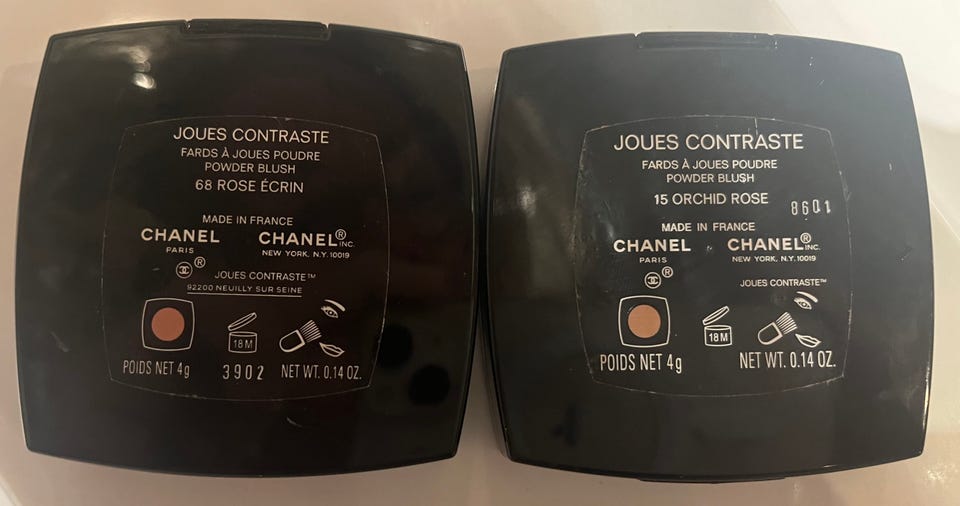 JOUES CONTRASTE
FARDS À JOUES POUDRE
POWDER BLUSH
68 ROSE ÉCRIN
MADE IN FRANCE
CHANEL CHANEL® INC.
PARIS NEW YORK. N.Y. 10019
® JOUES CONTRASTE™
92200 NEUILLY SUR SEINE
18 M
POIDS NET 4g 3902 NET WT. 0.14 OZ.
JOUES CONTRASTE
FARDS À JOUES POUDRE
POWDER BLUSH
15 ORCHID ROSE
8601
MADE IN FRANCE
CHANEL CHANEL® INC.
PARIS NEW YORK. N.Y. 10019
® JOUES CONTRASTE™
18 M
POIDS NET 4g NET WT. 0.14 OZ.